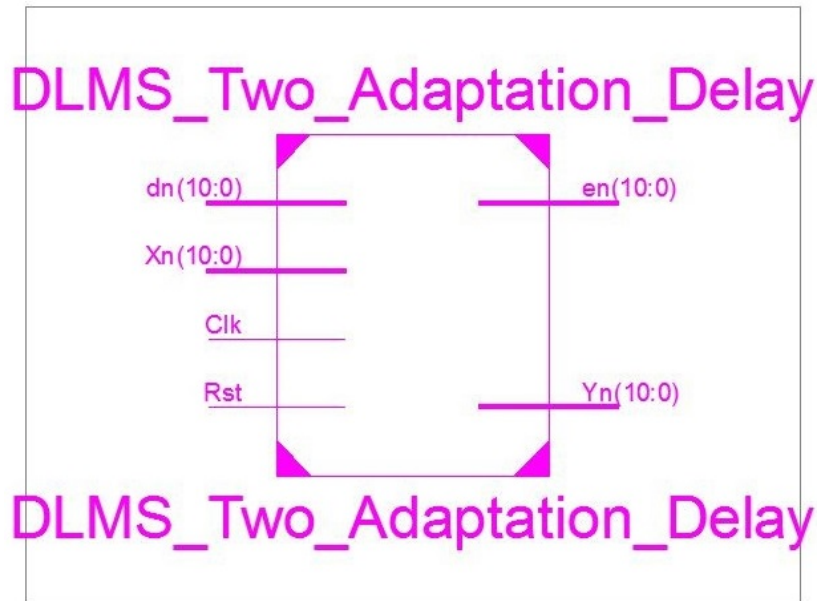 DLMS_Two_Adaptation_Delay
dn(10:0)
en(10:0)
Xn(10:0)
Clk
Rst
Yn(10:0)
DLMS_Two_Adaptation_Delay